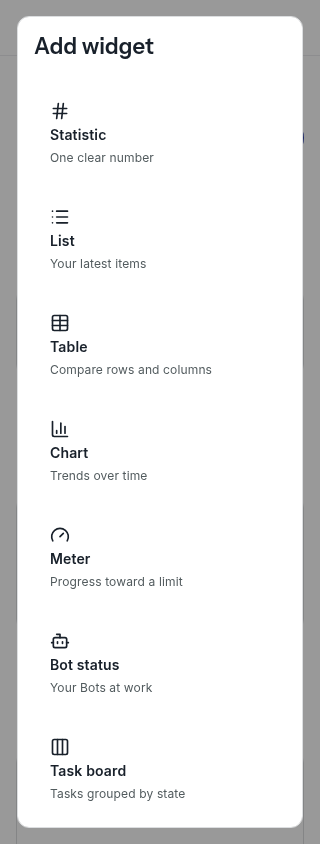 Add widget
Statistic
One clear number
List
Your latest items
Table
Compare rows and columns
Chart
Trends over time
Meter
Progress toward a limit
Bot status
Your Bots at work
Task board
Tasks grouped by state